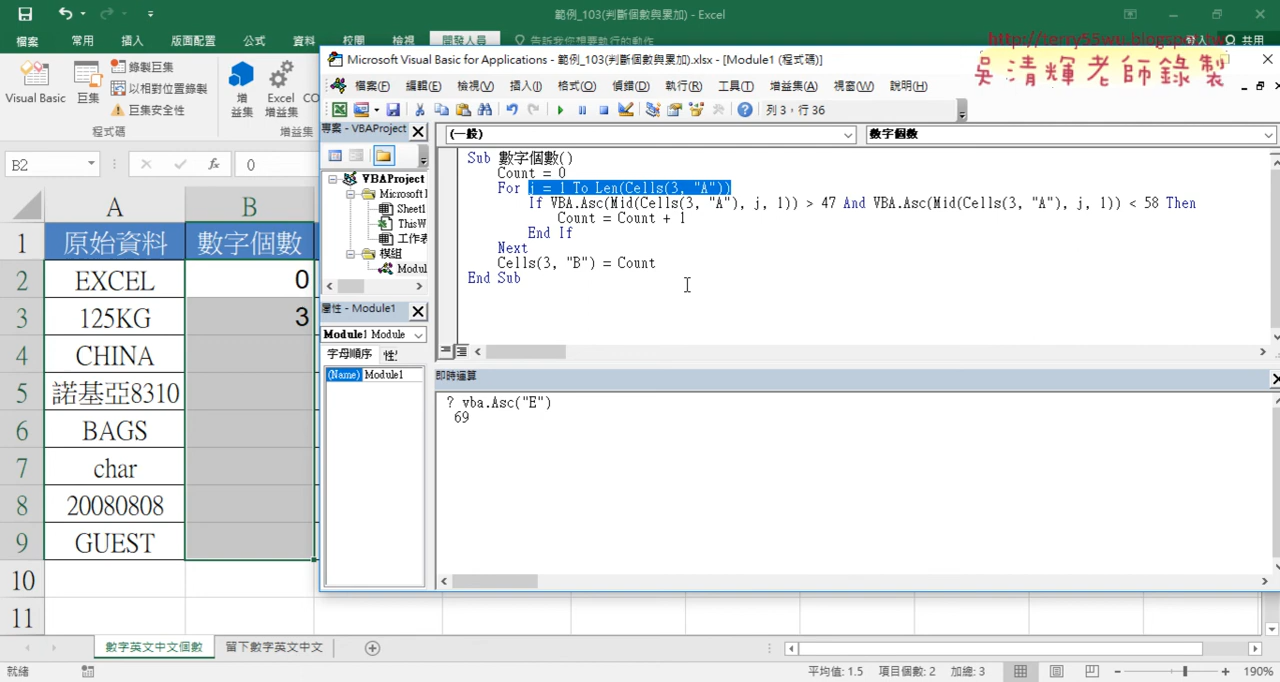 範例_103(判斷個數與累加) - Excel
檔案 常用 插入 版面配置 公式 資料 校閱 檢視 開發人員 告訴我您想要執行的動作 登入 共用
http://terry55wu.blogspot.tw
吳清輝老師錄製
Visual Basic 巨集 錄製巨集 以相對位置錄製 巨集安全性 增益集 Excel 增益集 CO
程式碼 增益集
B2 fx 0
A B
1 原始資料 數字個數
2 EXCEL 0
3 125KG 3
4 CHINA
5 諾基亞8310
6 BAGS
7 char
8 20080808
9 GUEST
10
11
數字英文中文個數 留下數字英文中文
就緒 平均值: 1.5 項目個數: 2 加總: 3 190%
Microsoft Visual Basic for Applications - 範例_103(判斷個數與累加).xlsx - [Module1 (程式碼)]
檔案(F) 編輯(E) 檢視(V) 插入(I) 格式(O) 偵錯(D) 執行(R) 工具(T) 增益集(A) 視窗(W) 說明(H)
列 3，行 36
專案 - VBAProject
VBAProject
Microsoft
Sheet1
ThisW
工作表
模組
Modul
屬性 - Module1
Module1 Module
字母順序 性
(Name) Module1
(一般) 數字個數
Sub 數字個數()
Count = 0
For j = 1 To Len(Cells(3, "A"))
If VBA.Asc(Mid(Cells(3, "A"), j, 1)) > 47 And VBA.Asc(Mid(Cells(3, "A"), j, 1)) < 58 Then
Count = Count + 1
End If
Next
Cells(3, "B") = Count
End Sub
即時運算
? vba.Asc("E")
69